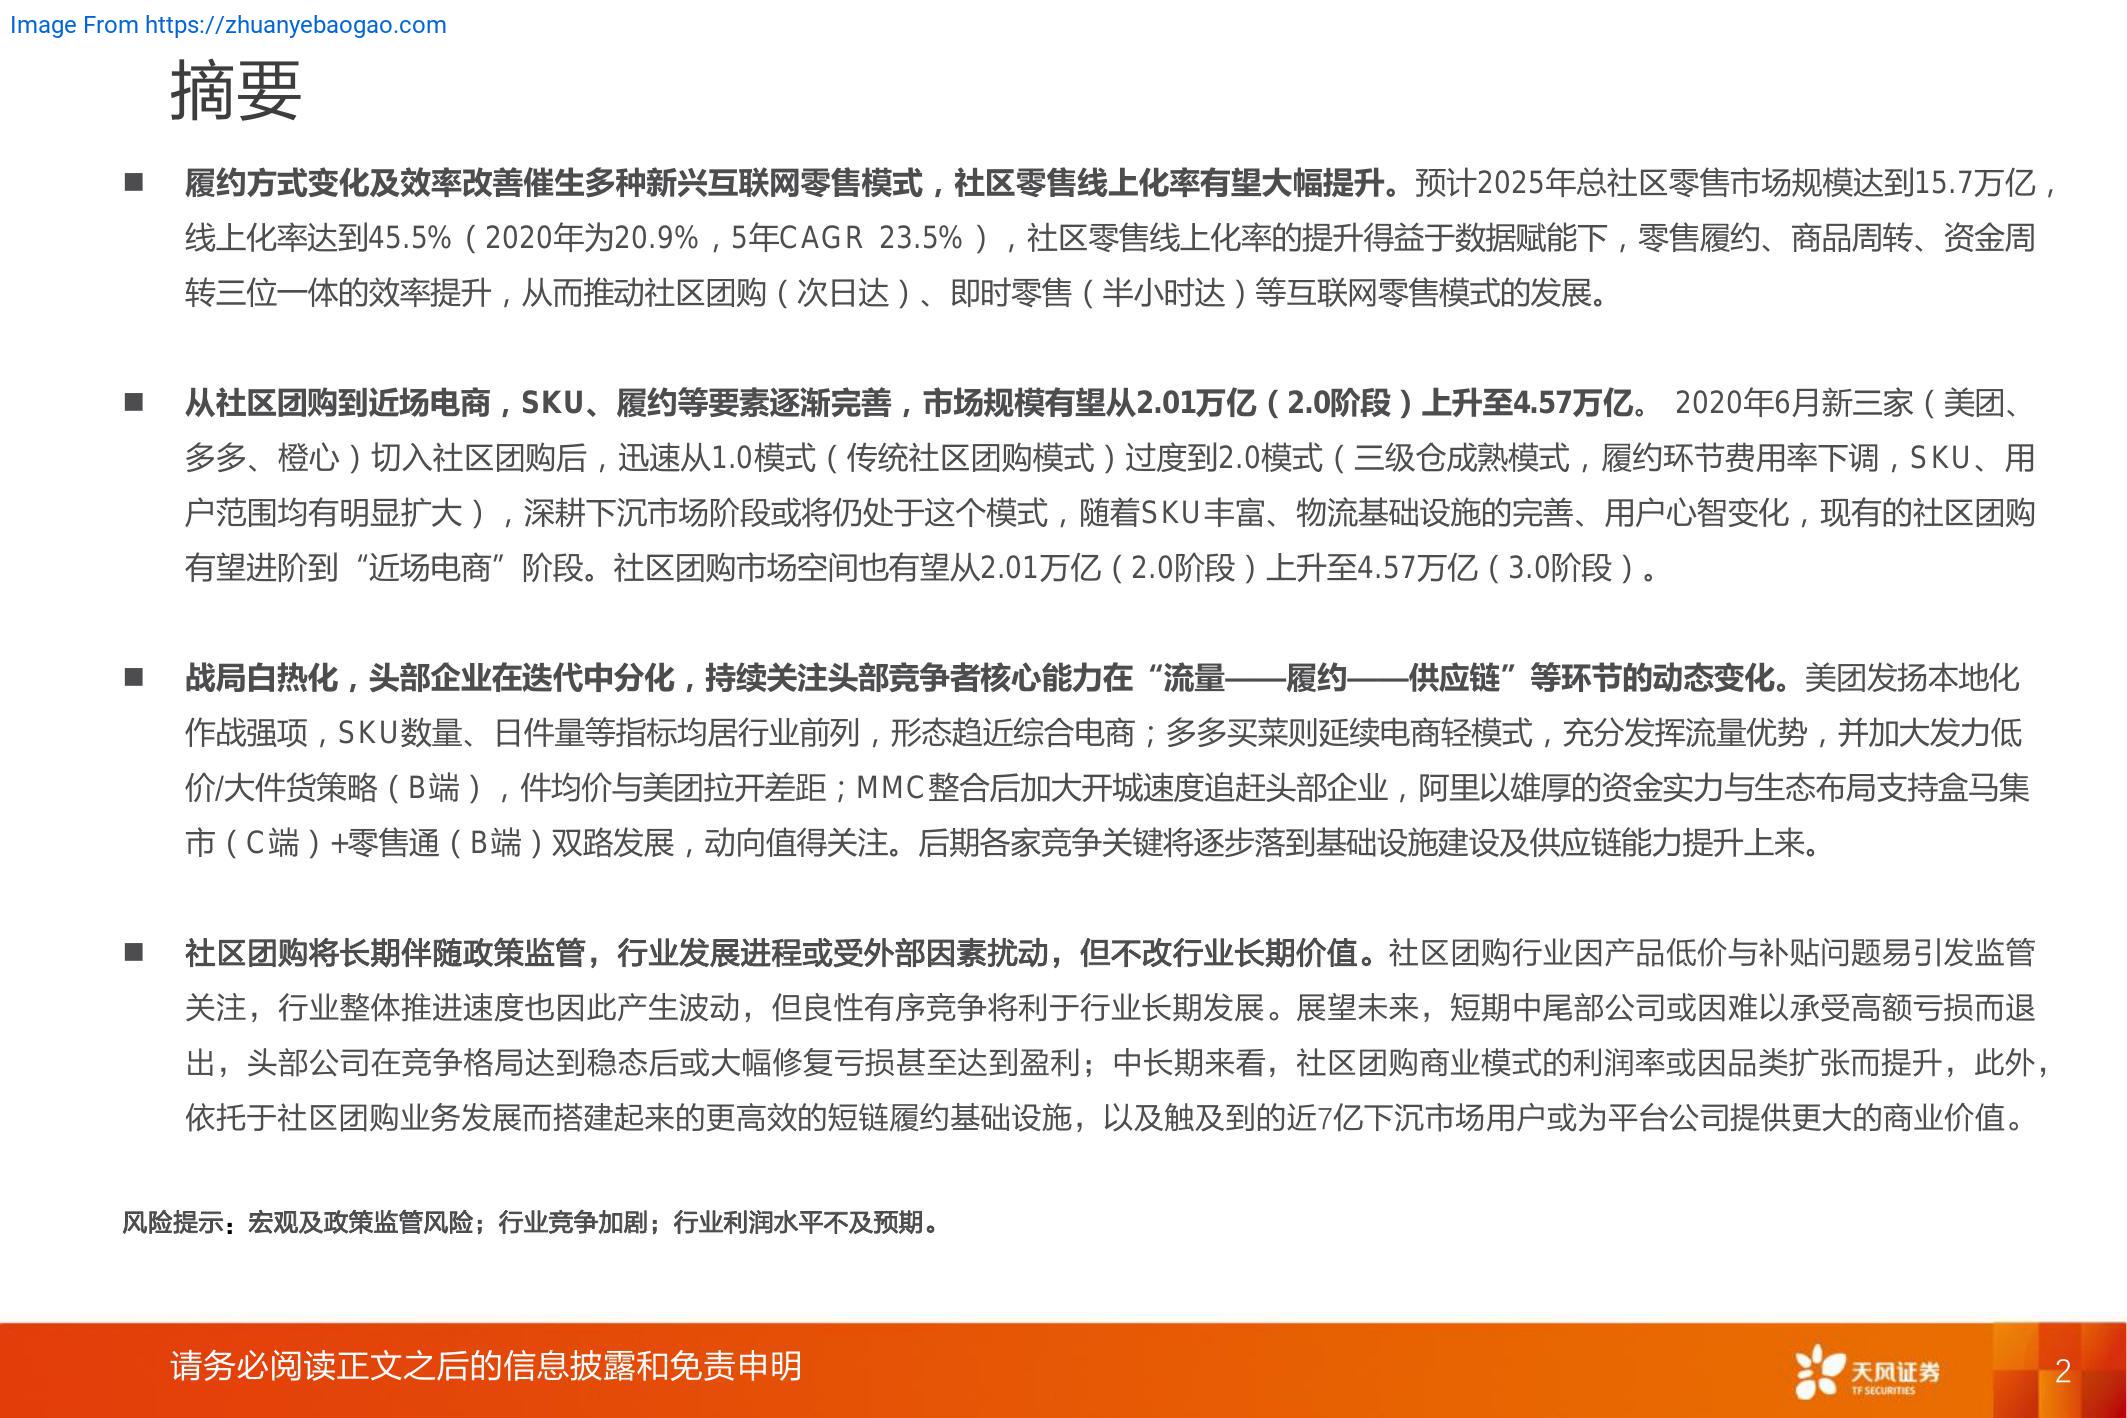 Image From https://zhuanyebaogao.com
摘要
■ 履约方式变化及效率改善催生多种新兴互联网零售模式，社区零售线上化率有望大幅提升。预计2025年总社区零售市场规模达到15.7万亿，
线上化率达到45.5%（2020年为20.9%，5年CAGR 23.5%），社区零售线上化率的提升得益于数据赋能下，零售履约、商品周转、资金周
转三位一体的效率提升，从而推动社区团购（次日达）、即时零售（半小时达）等互联网零售模式的发展。
■ 从社区团购到近场电商，SKU、履约等要素逐渐完善，市场规模有望从2.01万亿（2.0阶段）上升至4.57万亿。 2020年6月新三家（美团、
多多、橙心）切入社区团购后，迅速从1.0模式（传统社区团购模式）过度到2.0模式（三级仓成熟模式，履约环节费用率下调，SKU、用
户范围均有明显扩大），深耕下沉市场阶段或将仍处于这个模式，随着SKU丰富、物流基础设施的完善、用户心智变化，现有的社区团购
有望进阶到“近场电商”阶段。社区团购市场空间也有望从2.01万亿（2.0阶段）上升至4.57万亿（3.0阶段）。
■ 战局白热化，头部企业在迭代中分化，持续关注头部竞争者核心能力在“流量——履约——供应链”等环节的动态变化。美团发扬本地化
作战强项，SKU数量、日件量等指标均居行业前列，形态趋近综合电商；多多买菜则延续电商轻模式，充分发挥流量优势，并加大发力低
价/大件货策略（B端），件均价与美团拉开差距；MMC整合后加大开城速度追赶头部企业，阿里以雄厚的资金实力与生态布局支持盒马集
市（C端）+零售通（B端）双路发展，动向值得关注。后期各家竞争关键将逐步落到基础设施建设及供应链能力提升上来。
■ 社区团购将长期伴随政策监管，行业发展进程或受外部因素扰动，但不改行业长期价值。社区团购行业因产品低价与补贴问题易引发监管
关注，行业整体推进速度也因此产生波动，但良性有序竞争将利于行业长期发展。展望未来，短期中尾部公司或因难以承受高额亏损而退
出，头部公司在竞争格局达到稳态后或大幅修复亏损甚至达到盈利；中长期来看，社区团购商业模式的利润率或因品类扩张而提升，此外，
依托于社区团购业务发展而搭建起来的更高效的短链履约基础设施，以及触及到的近7亿下沉市场用户或为平台公司提供更大的商业价值。
风险提示：宏观及政策监管风险；行业竞争加剧；行业利润水平不及预期。
请务必阅读正文之后的信息披露和免责申明
天风证券
TF SECURITIES
2